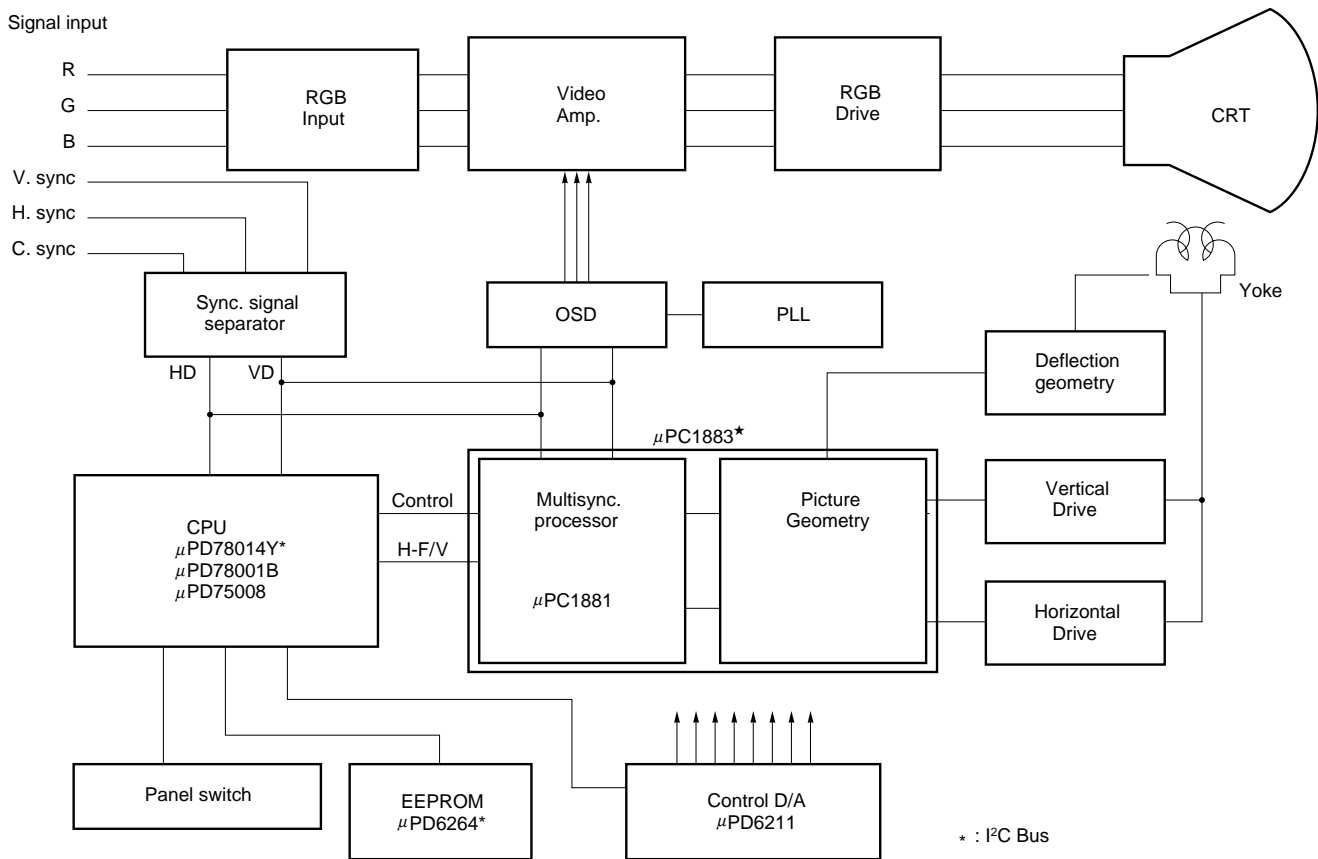 Signal input
R
G
B
V. sync
H. sync
C. sync
RGB
Input
Video
Amp.
RGB
Drive
CRT
Sync. signal
separator
OSD
PLL
Yoke
HD
VD
Deflection
geometry
μPC1883★
CPU
μPD78014Y*
μPD78001B
μPD75008
Control
H-F/V
Multisync.
processor
μPC1881
Picture
Geometry
Vertical
Drive
Horizontal
Drive
Panel switch
EEPROM
μPD6264*
Control D/A
μPD6211
* : I²C Bus